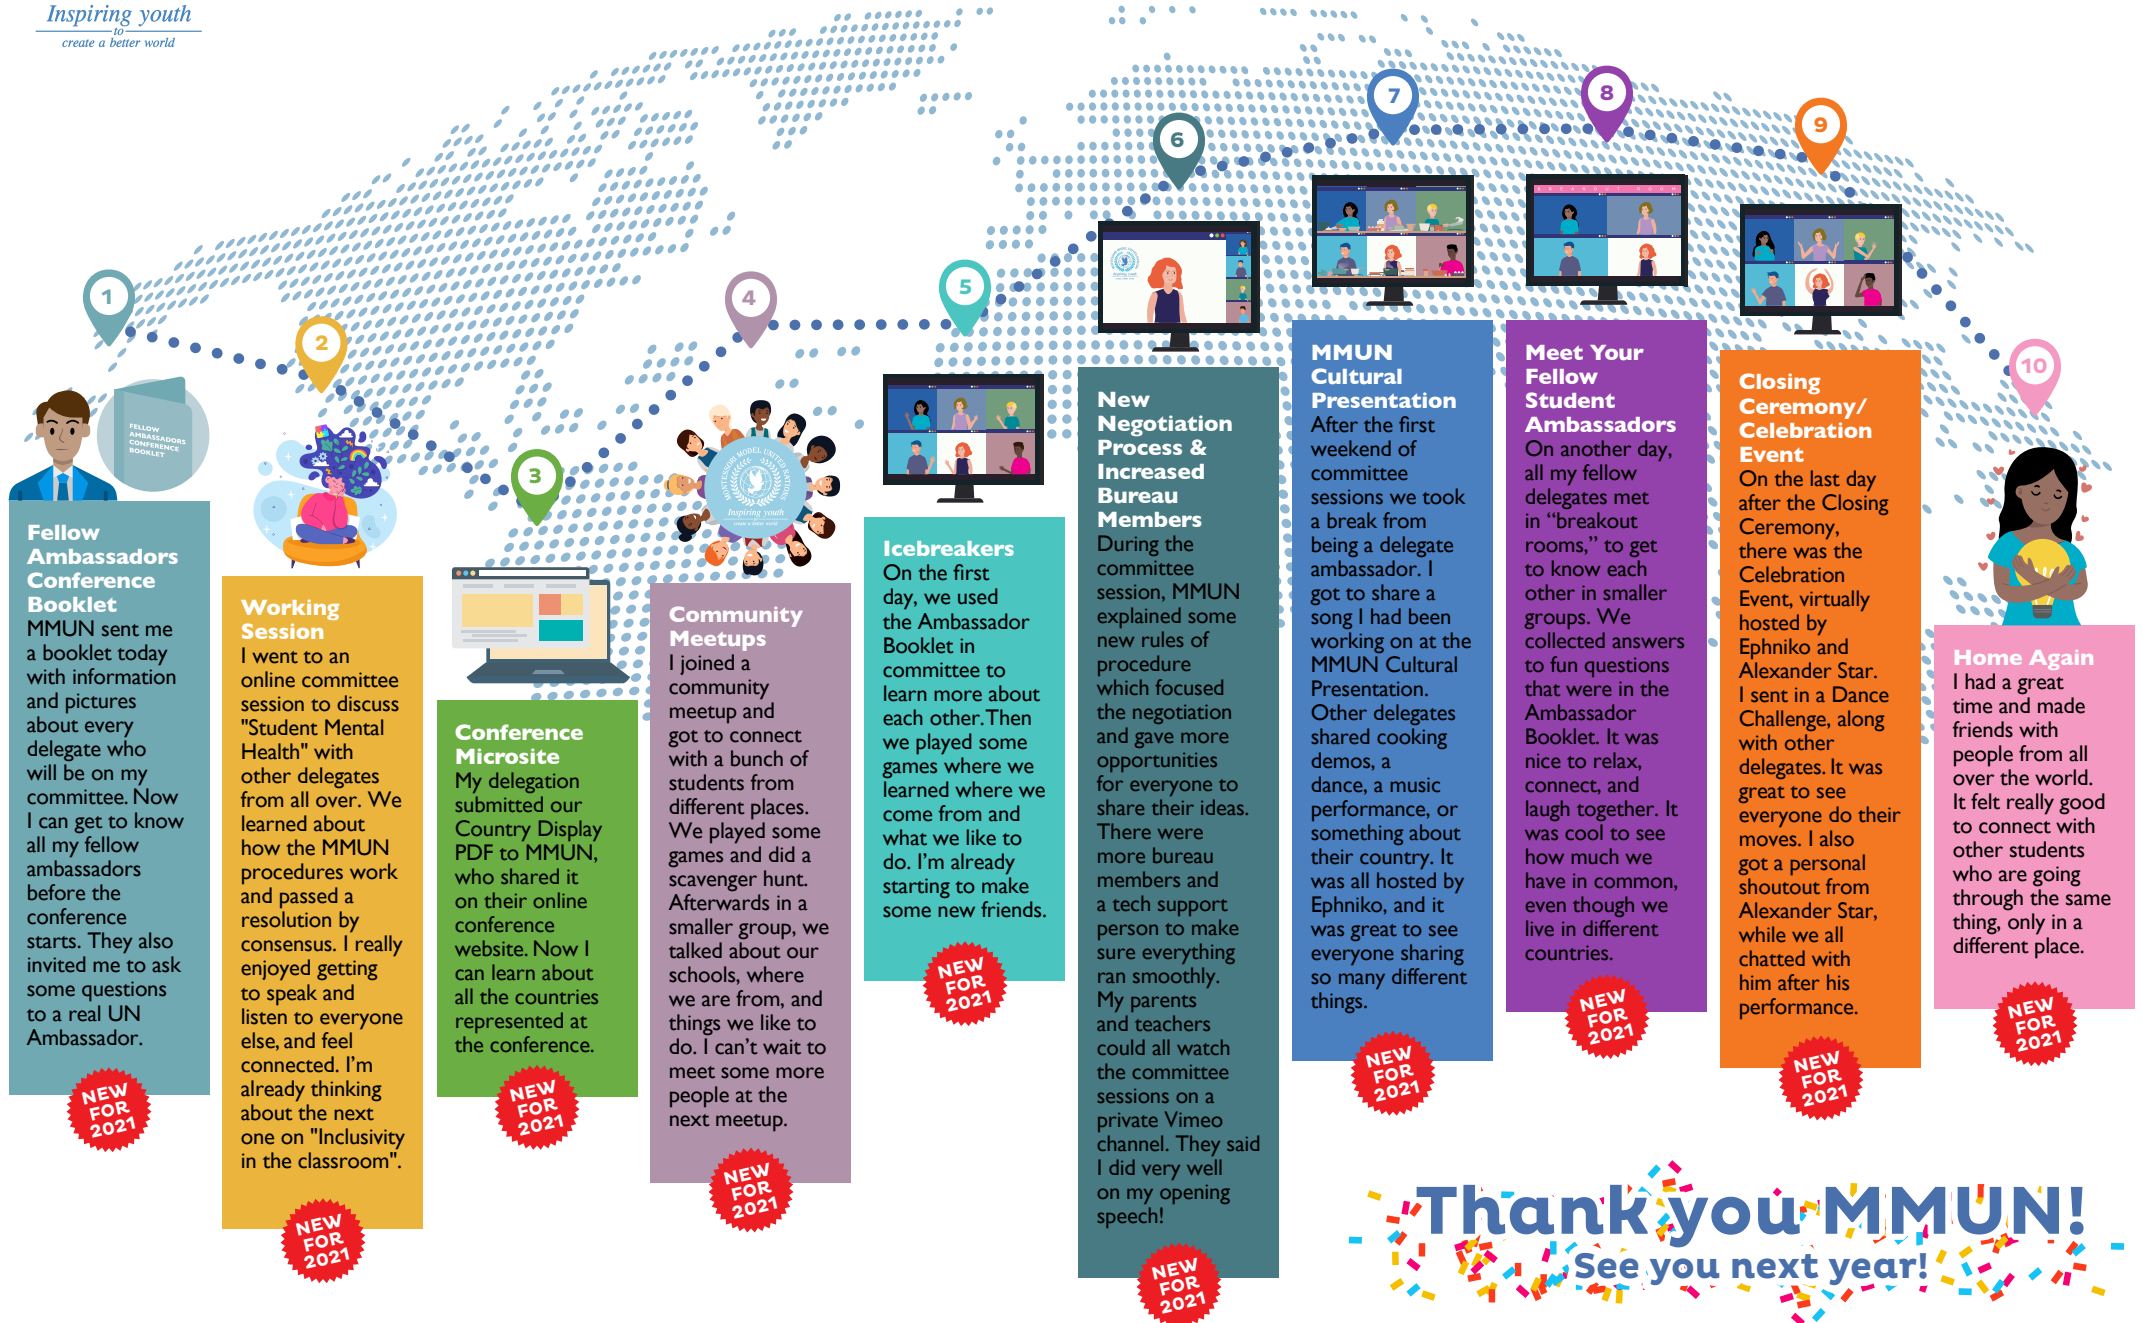 Inspiring youth
to
create a better world
1
FELLOW
AMBASSADORS
CONFERENCE
BOOKLET
Fellow
Ambassadors
Conference
Booklet
MMUN sent me
a booklet today
with information
and pictures
about every
delegate who
will be on my
committee. Now
I can get to know
all my fellow
ambassadors
before the
conference
starts. They also
invited me to ask
some questions
to a real UN
Ambassador.
NEW
FOR
2021
2
Working
Session
I went to an
online committee
session to discuss
"Student Mental
Health" with
other delegates
from all over. We
learned about
how the MMUN
procedures work
and passed a
resolution by
consensus. I really
enjoyed getting
to speak and
listen to everyone
else, and feel
connected. I'm
already thinking
about the next
one on "Inclusivity
in the classroom".
NEW
FOR
2021
3
Conference
Microsite
My delegation
submitted our
Country Display
PDF to MMUN,
who shared it
on their online
conference
website. Now I
can learn about
all the countries
represented at
the conference.
NEW
FOR
2021
4
MONTESSORI MODEL UNITED NATIONS
Inspiring youth
create a better world
Community
Meetups
I joined a
community
meetup and
got to connect
with a bunch of
students from
different places.
We played some
games and did a
scavenger hunt.
Afterwards in a
smaller group, we
talked about our
schools, where
we are from, and
things we like to
do. I can't wait to
meet some more
people at the
next meetup.
NEW
FOR
2021
5
Icebreakers
On the first
day, we used
the Ambassador
Booklet in
committee to
learn more about
each other. Then
we played some
games where we
learned where we
come from and
what we like to
do. I'm already
starting to make
some new friends.
NEW
FOR
2021
6
New
Negotiation
Process &
Increased
Bureau
Members
During the
committee
session, MMUN
explained some
new rules of
procedure
which focused
the negotiation
and gave more
opportunities
for everyone to
share their ideas.
There were
more bureau
members and
a tech support
person to make
sure everything
ran smoothly.
My parents
and teachers
could all watch
the committee
sessions on a
private Vimeo
channel. They said
I did very well
on my opening
speech!
NEW
FOR
2021
7
MMUN
Cultural
Presentation
After the first
weekend of
committee
sessions we took
a break from
being a delegate
ambassador. I
got to share a
song I had been
working on at the
MMUN Cultural
Presentation.
Other delegates
shared cooking
demos, a
dance, a music
performance, or
something about
their country. It
was all hosted by
Ephniko, and it
was great to see
everyone sharing
so many different
things.
NEW
FOR
2021
8
BREAKOUT ROOM
Meet Your
Fellow
Student
Ambassadors
On another day,
all my fellow
delegates met
in “breakout
rooms,” to get
to know each
other in smaller
groups. We
collected answers
to fun questions
that were in the
Ambassador
Booklet. It was
nice to relax,
connect, and
laugh together. It
was cool to see
how much we
have in common,
even though we
live in different
countries.
NEW
FOR
2021
9
Closing
Ceremony/
Celebration
Event
On the last day
after the Closing
Ceremony,
there was the
Celebration
Event, virtually
hosted by
Ephniko and
Alexander Star.
I sent in a Dance
Challenge, along
with other
delegates. It was
great to see
everyone do their
moves. I also
got a personal
shoutout from
Alexander Star,
while we all
chatted with
him after his
performance.
NEW
FOR
2021
10
Home Again
I had a great
time and made
friends with
people from all
over the world.
It felt really good
to connect with
other students
who are going
through the same
thing, only in a
different place.
NEW
FOR
2021
Thank you MMUN!
See you next year!